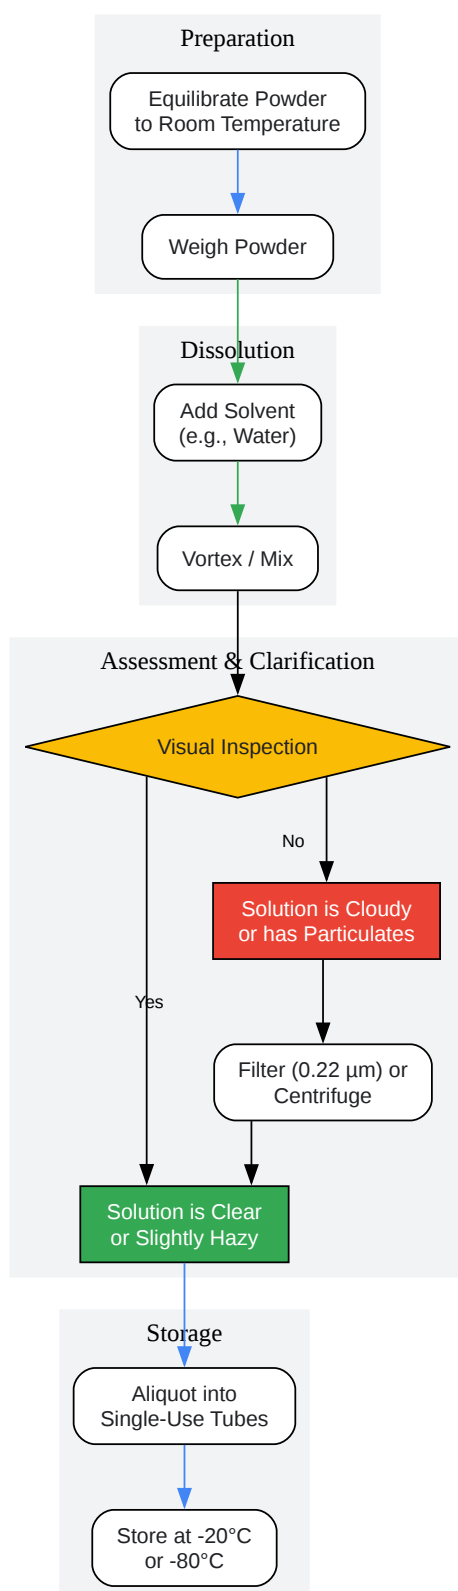 Preparation
Equilibrate Powder
to Room Temperature
Weigh Powder
Dissolution
Add Solvent
(e.g., Water)
Vortex / Mix
Assessment & Clarification
Visual Inspection
No
Solution is Cloudy
or has Particulates
Yes
Filter (0.22 µm) or
Centrifuge
Solution is Clear
or Slightly Hazy
Storage
Aliquot into
Single-Use Tubes
Store at -20°C
or -80°C